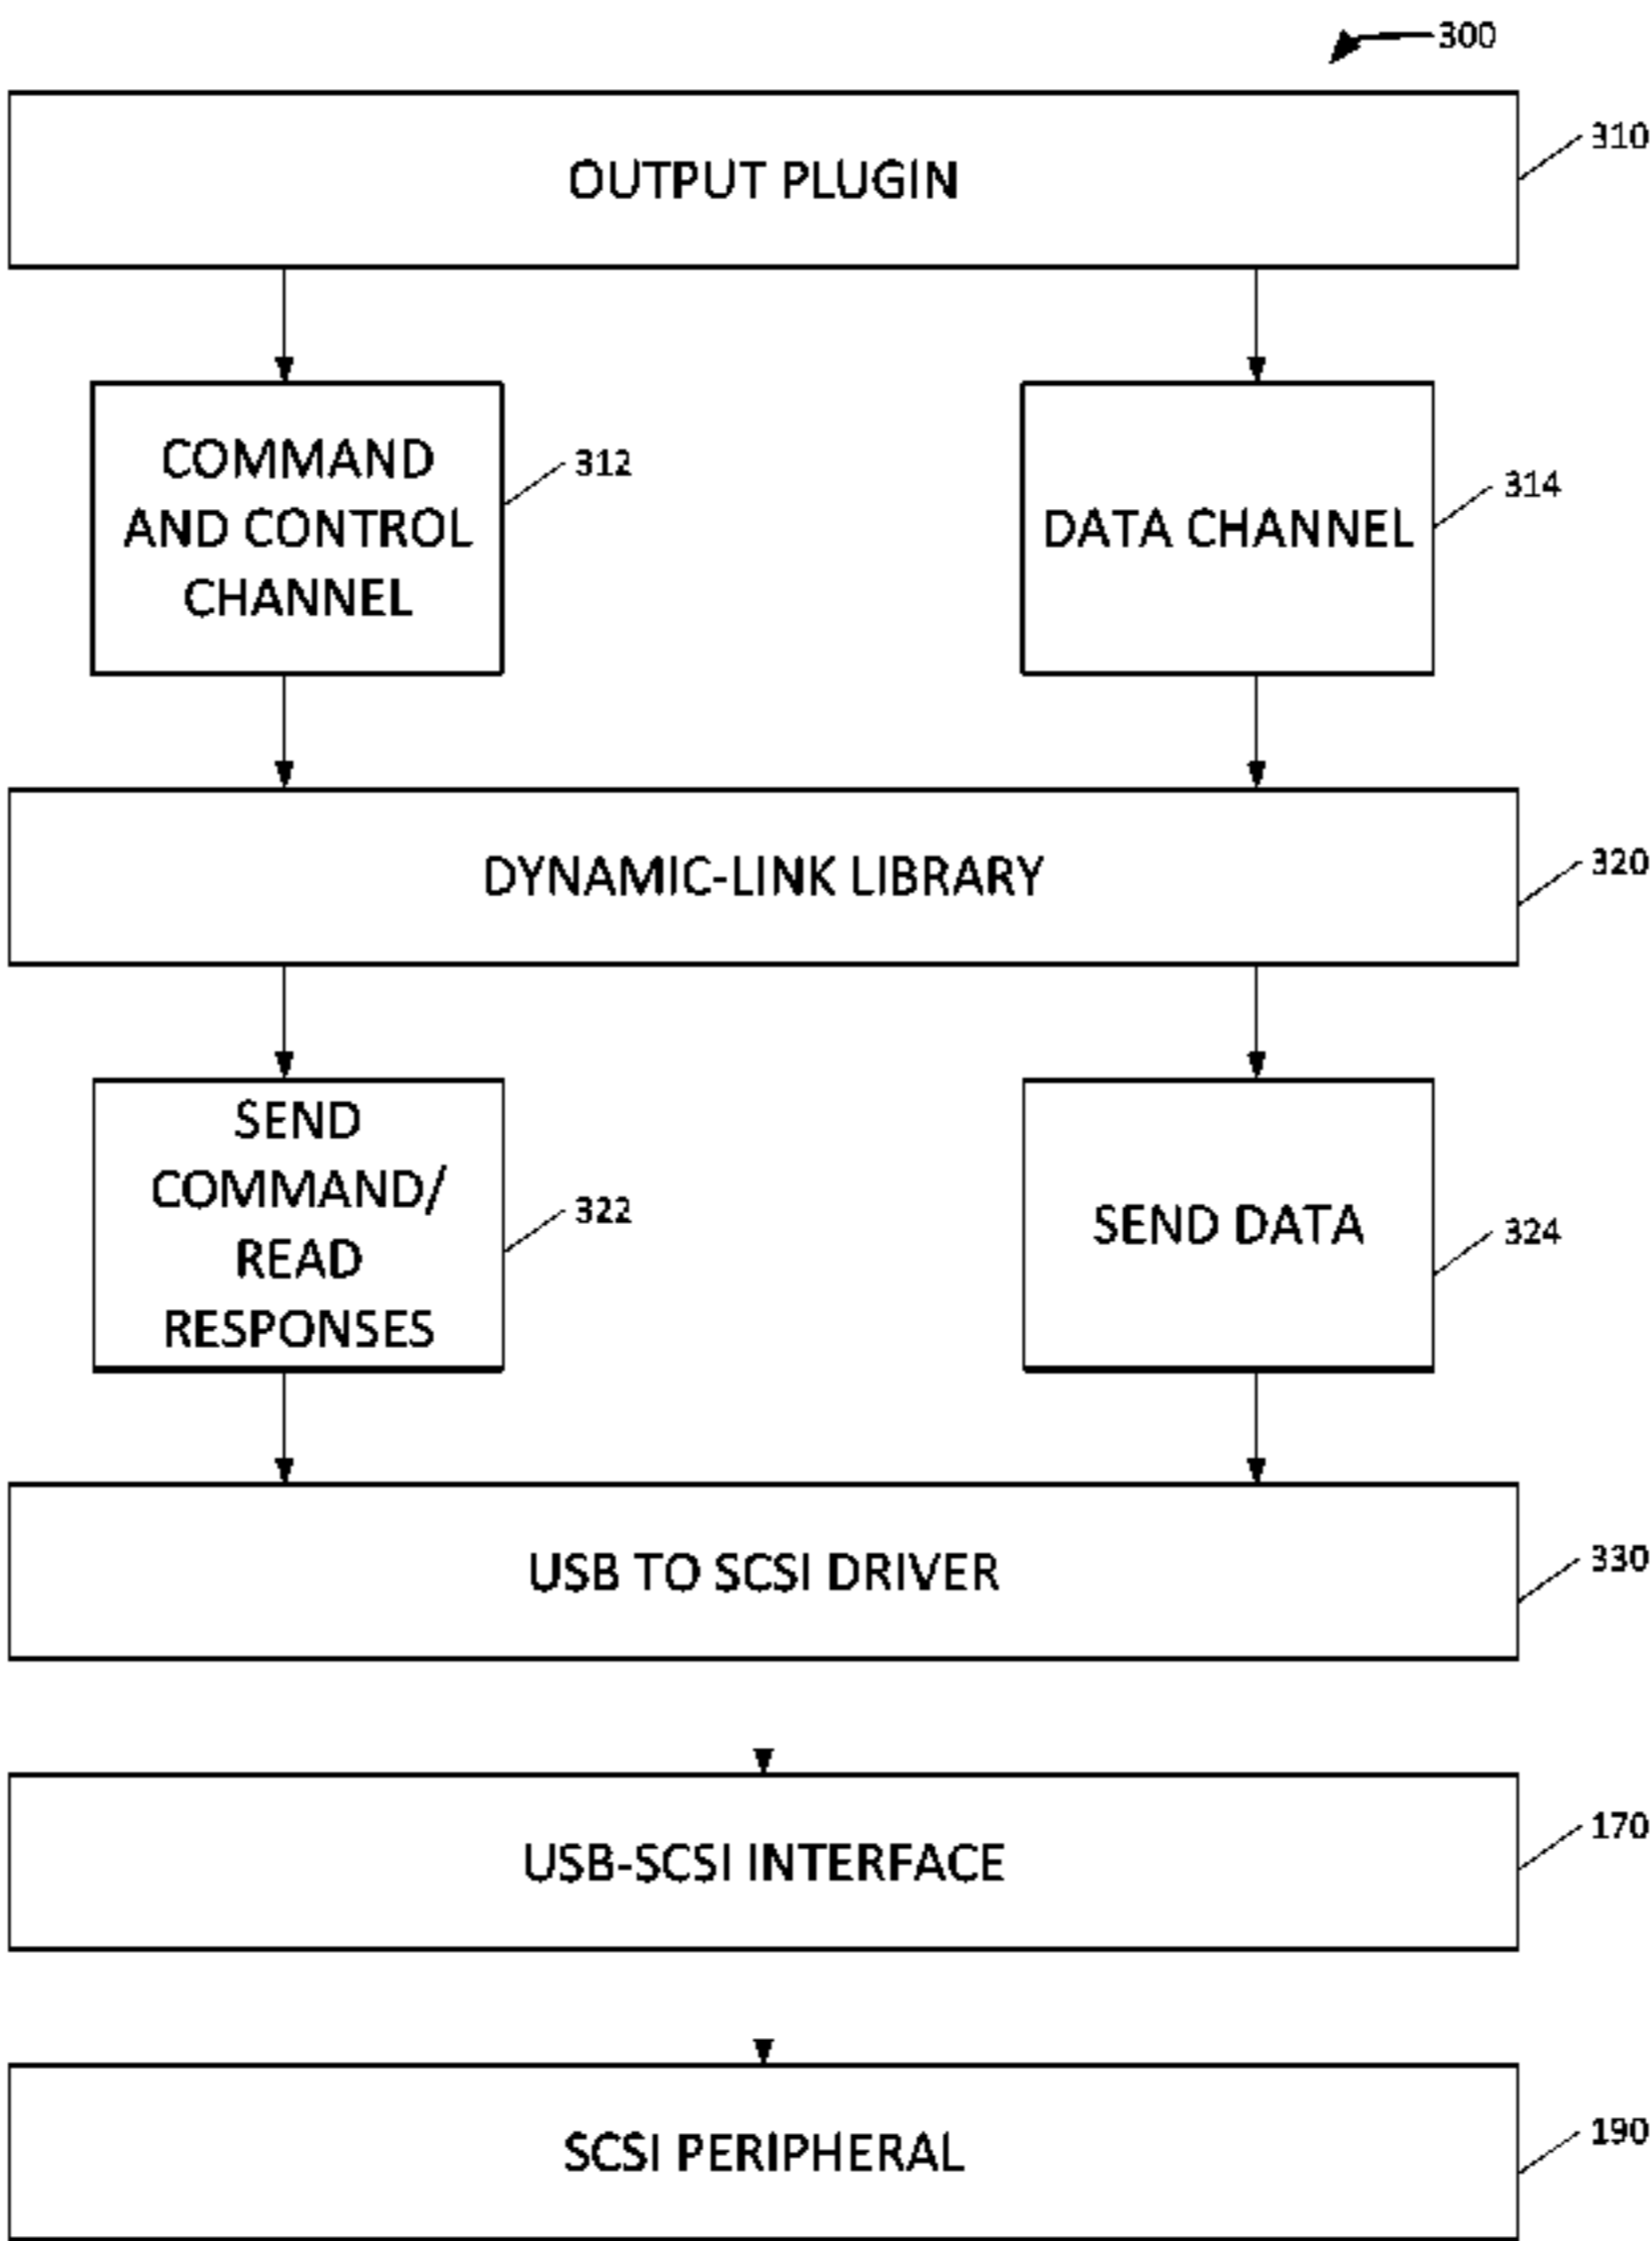 300
OUTPUT PLUGIN
310
COMMAND
AND CONTROL
CHANNEL
312
DATA CHANNEL
314
DYNAMIC-LINK LIBRARY
320
SEND
COMMAND/
READ
RESPONSES
322
SEND DATA
324
USB TO SCSI DRIVER
330
USB-SCSI INTERFACE
170
SCSI PERIPHERAL
190